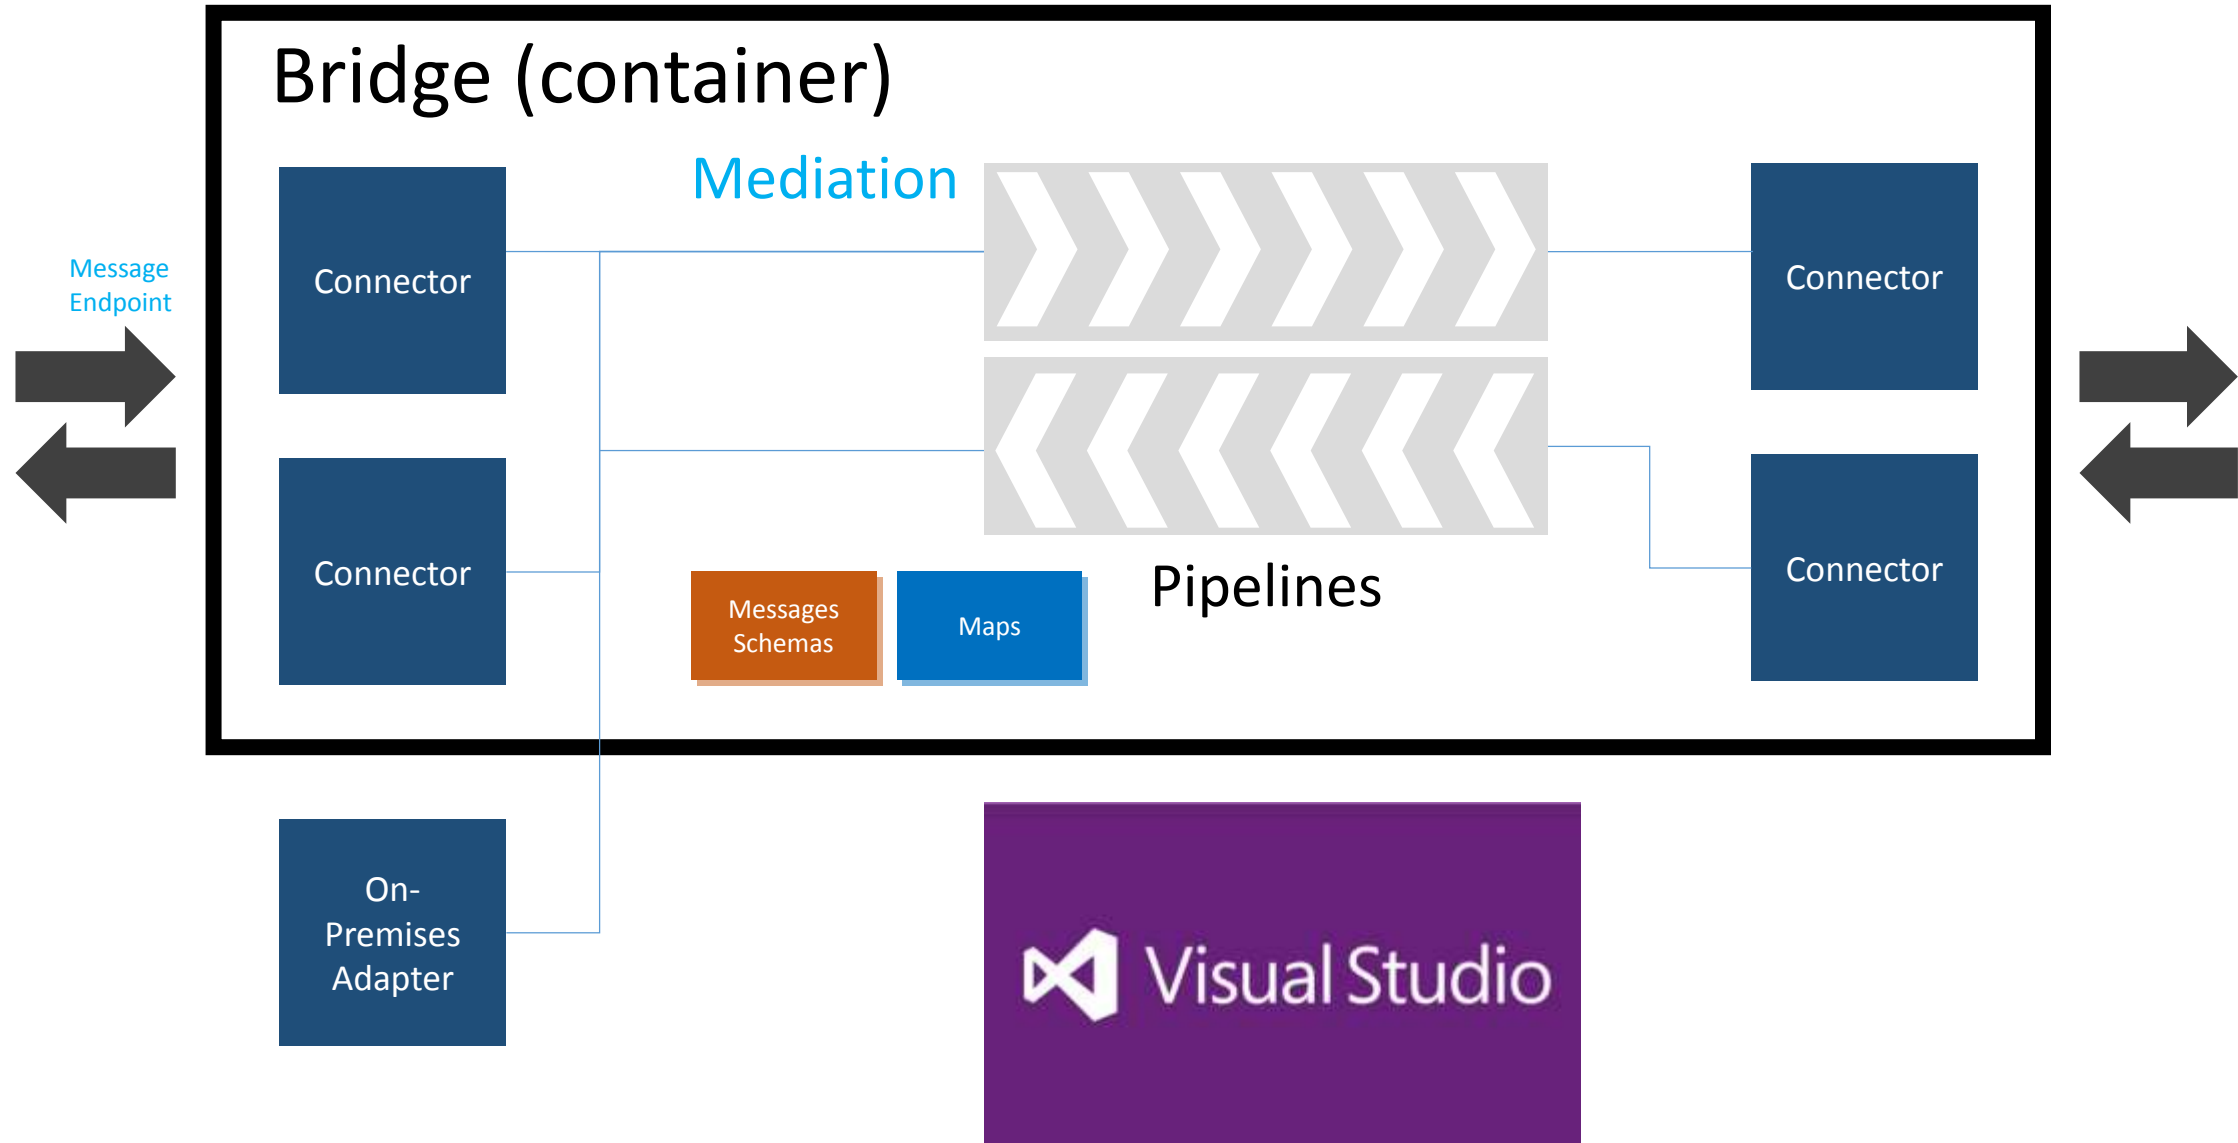 Bridge (container)
Mediation
Message
Endpoint
Connector
Connector
Connector
Connector
Messages
Schemas
Maps
Pipelines
On-
Premises
Adapter
Visual Studio